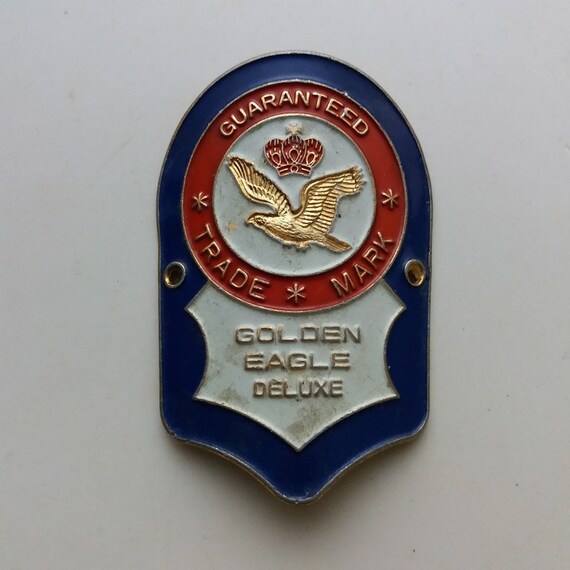 GUARANTEED
* TRADE * MARK *
GOLDEN
EAGLE
DELUXE